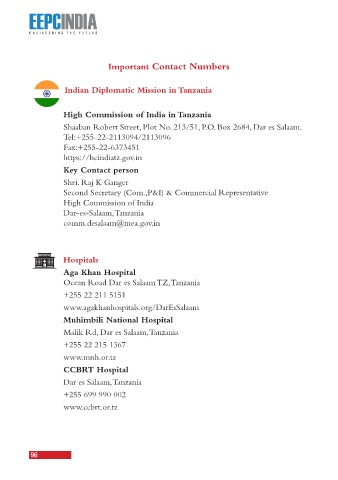 EEPCINDIA
ENGINEERING THE FUTURE
Important Contact Numbers
Indian Diplomatic Mission in Tanzania
High Commission of India in Tanzania
Shaaban Robert Street, Plot No. 213/51, P.O. Box 2684, Dar es Salaam.
Tel:+255-22-2113094/2113096
Fax:+255-22-6373451
https://hcindiatz.gov.in
Key Contact person
Shri. Raj K Ganger
Second Secretary (Com.,P&I) & Commercial Representative
High Commission of India
Dar-es-Salaam, Tanzania
comm.desalaam@mea.gov.in
Hospitals
Aga Khan Hospital
Ocean Road Dar es Salaam TZ, Tanzania
+255 22 211 5151
www.agakhanhospitals.org/DarEsSalaam
Muhimbili National Hospital
Malik Rd, Dar es Salaam, Tanzania
+255 22 215 1367
www.mnh.or.tz
CCBRT Hospital
Dar es Salaam, Tanzania
+255 699 990 002
www.ccbrt.or.tz
96